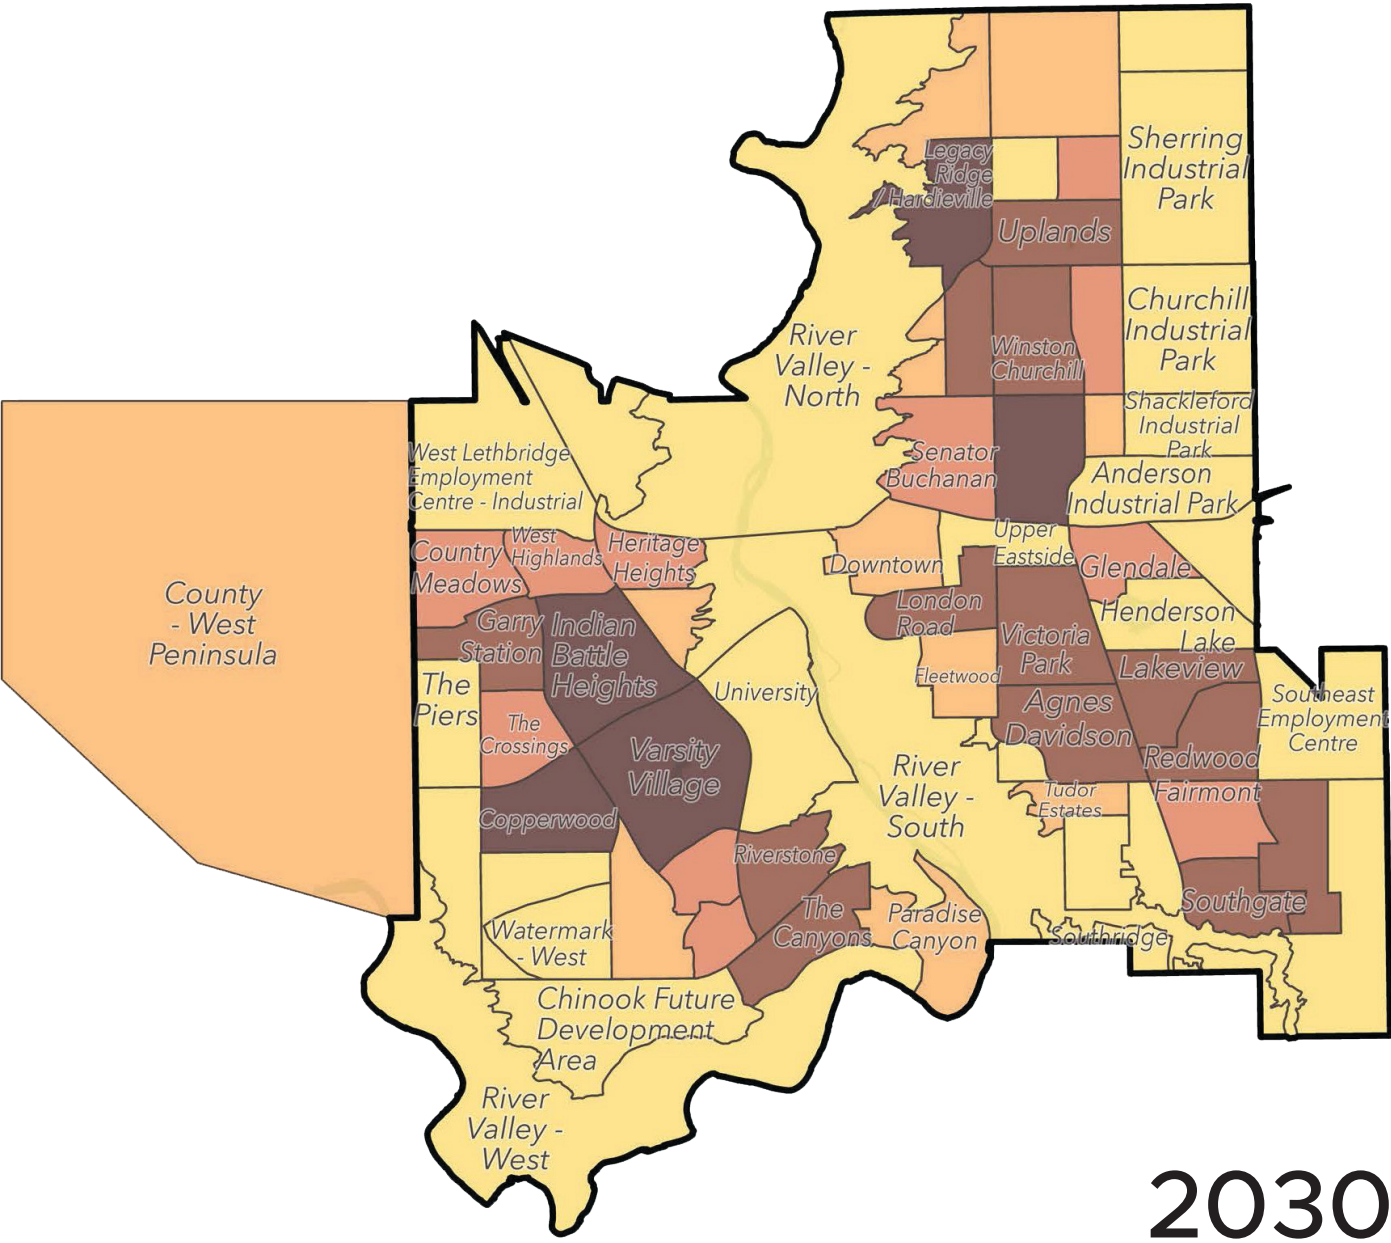 Legacy
Ridge
/ Hardieville
Sherring
Industrial
Park
Uplands
Churchill
Industrial
Park
River
Valley -
North
Winston
Churchill
Shackleford
Industrial
Park
Senator
Buchanan
Anderson
Industrial Park
West Lethbridge
Employment
Centre - Industrial
Upper
Eastside
Country
Meadows
West
Highlands
Heritage
Heights
Downtown
Glendale
County
- West
Peninsula
Garry
Station
Indian
Battle
Heights
London
Road
Victoria
Park
Henderson
Lake
Lakeview
The
Piers
University
Fleetwood
Agnes
Davidson
Southeast
Employment
Centre
The
Crossings
Varsity
Village
Redwood
River
Valley -
South
Tudor
Estates
Fairmont
Copperwood
Riverstone
The
Canyons
Paradise
Canyon
Southgate
Southridge
Watermark
- West
Chinook Future
Development
Area
River
Valley -
West
2030